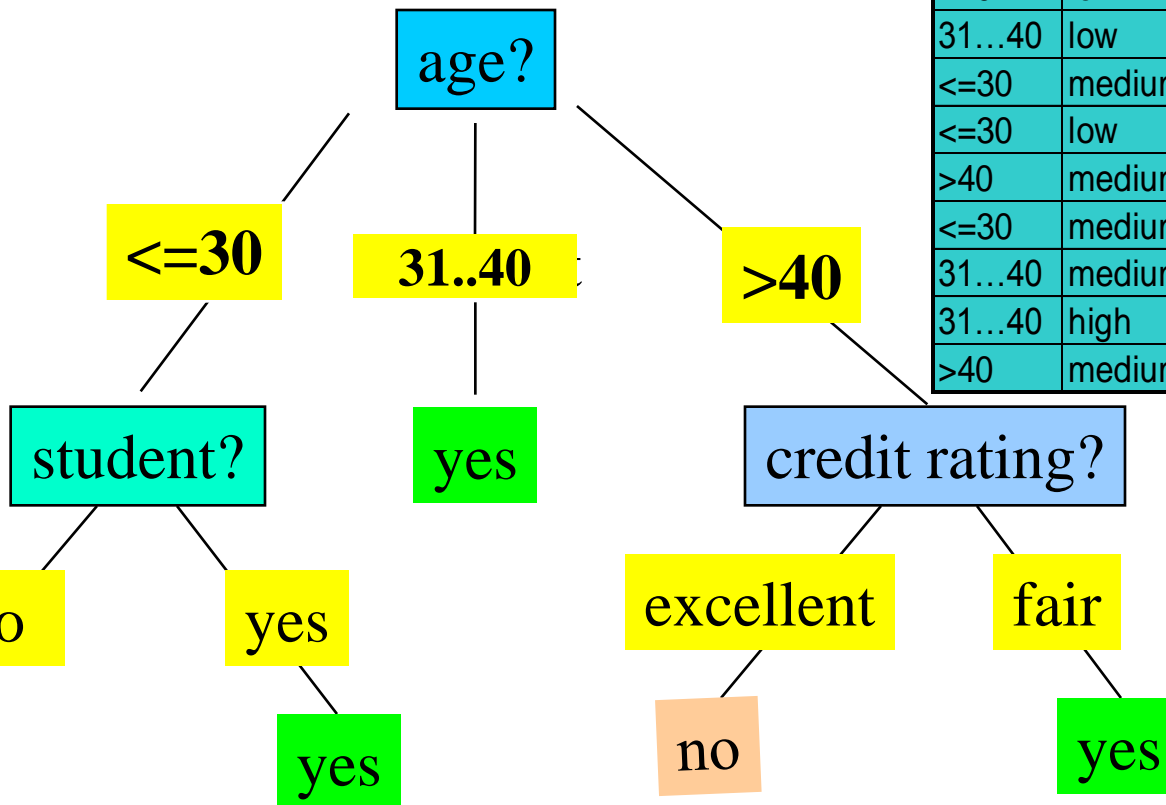 age?
31…40 low
<=30
<=30 low
>40
<=30
31…40
31…40 high
>40
<=30
31..40
>40
student?
yes
credit rating?
yes
excellent
fair
yes
no
yes